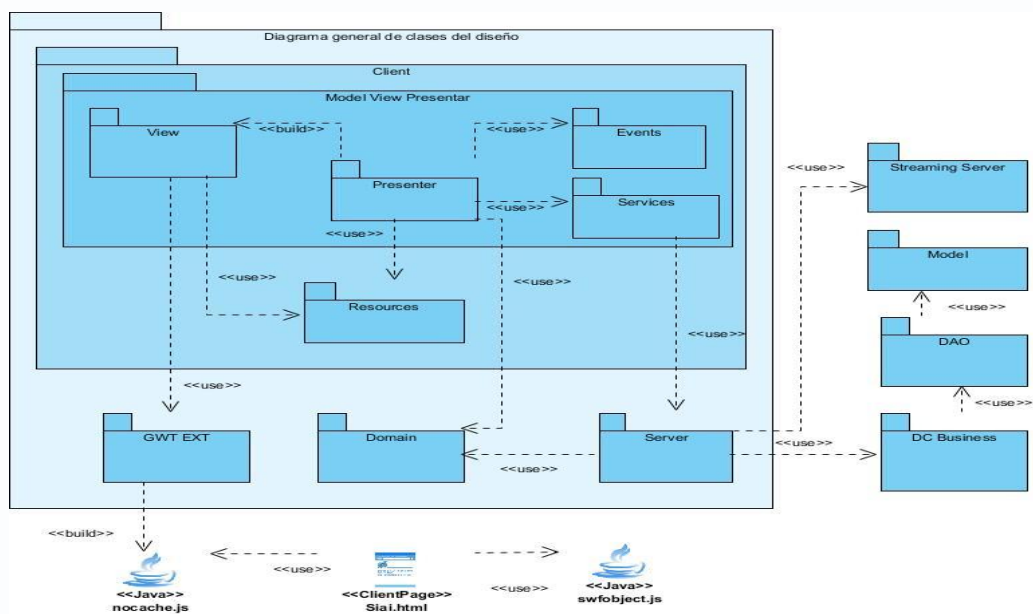 Diagrama general de clases del diseño
Client
Model View Presentar
View
<<build>>
<<use>>
Events
Presenter
<<use>>
Services
<<use>>
<<use>>
Streaming Server
Model
<<use>>
Resources
<<use>>
<<use>>
DAO
<<use>>
<<use>>
GWT EXT
Domain
Server
DC Business
<<use>>
<<use>>
<<build>>
<<use>>
<<Java>>
nocache.js
<<ClientPage>>
Siai.html
<<Java>>
swfobject.js